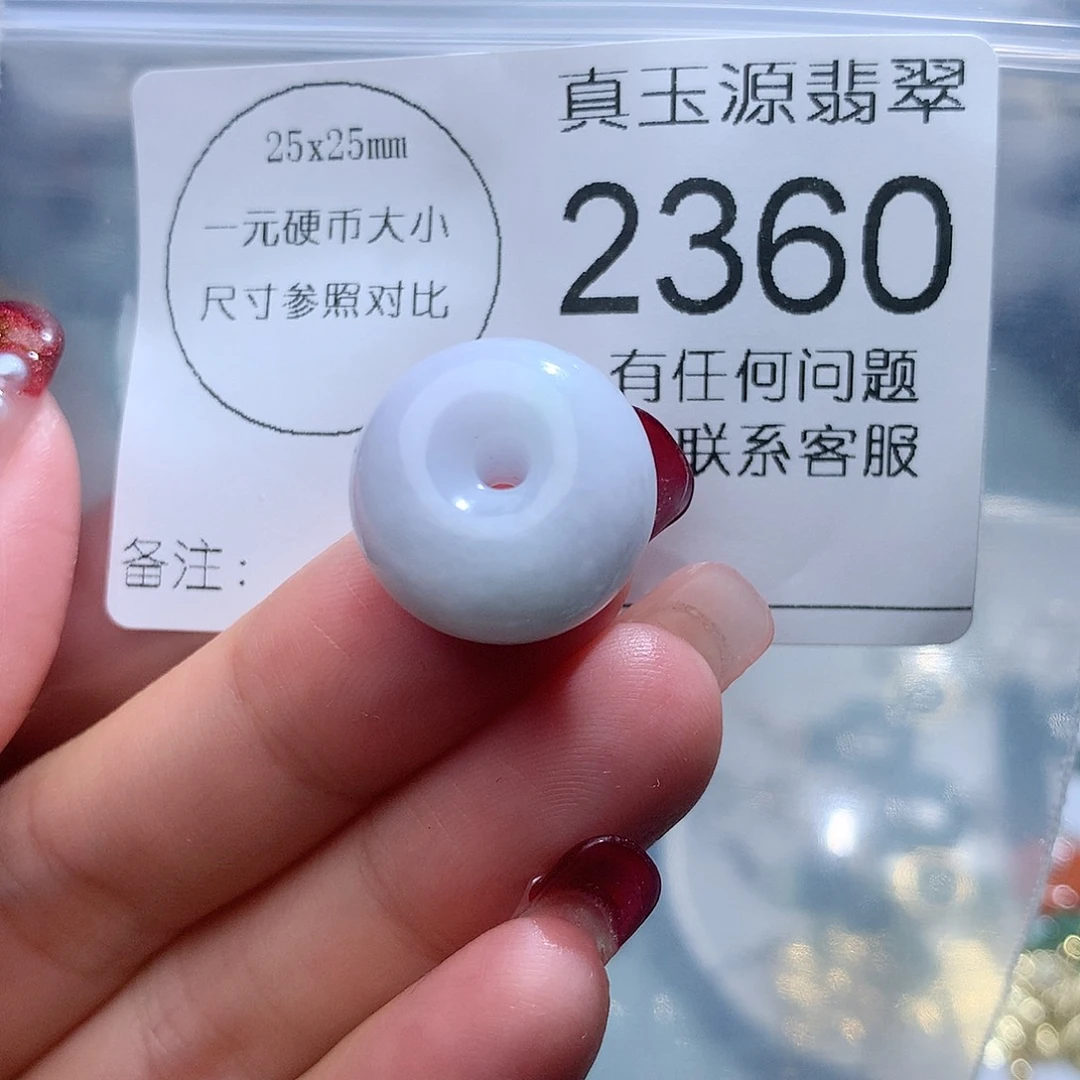 25x25mm
一元硬币大小
尺寸参照对比
真玉源翡翠
2360
有任何问题
联系客服
备注：